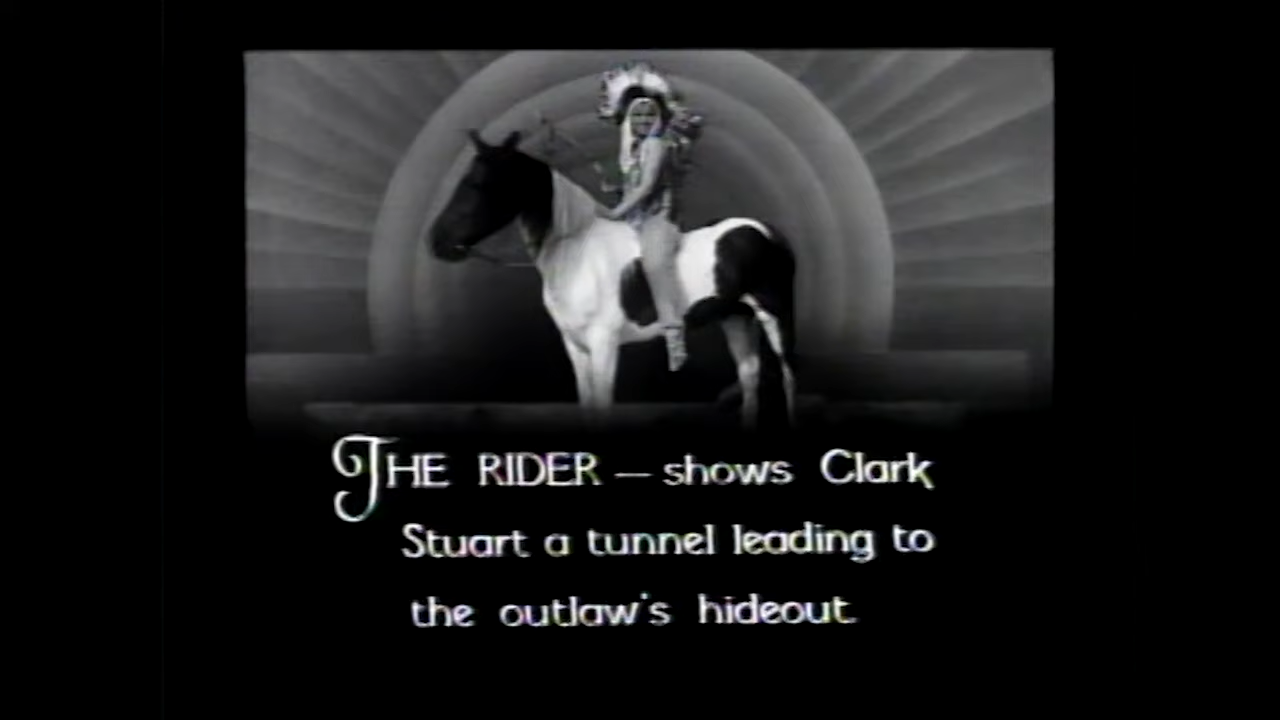 THE RIDER — shows Clark
Stuart a tunnel leading to
the outlaw's hideout.